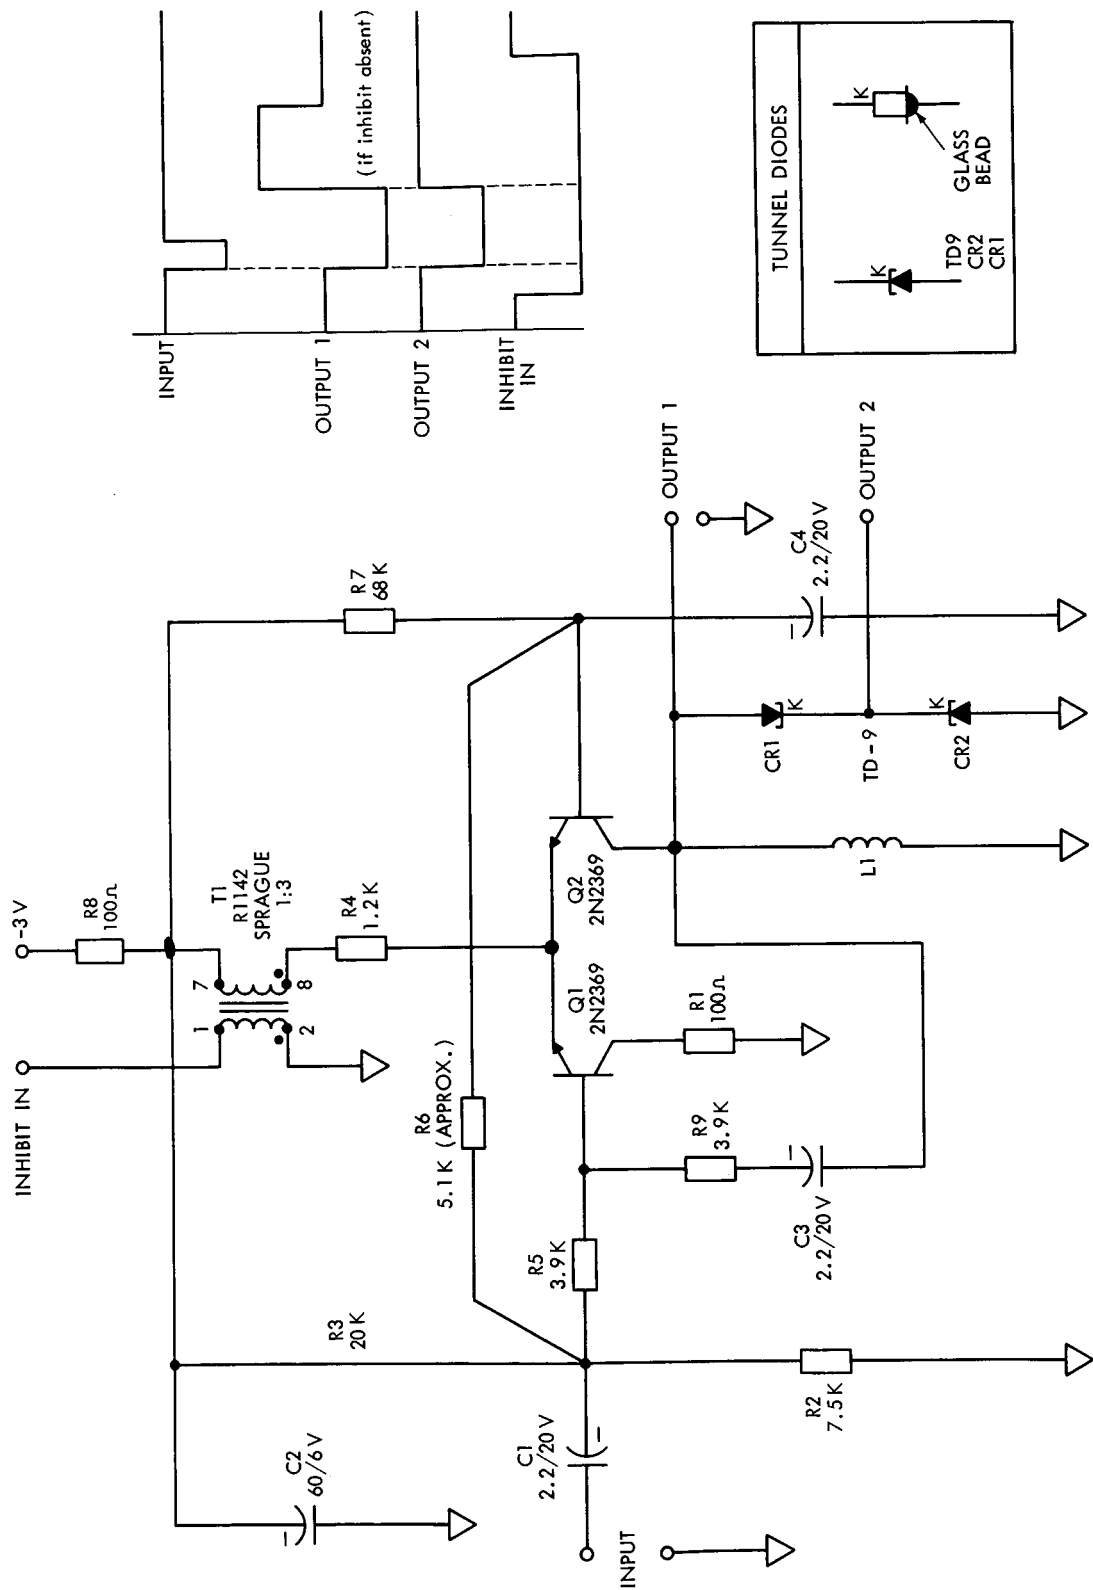 INPUT
OUTPUT 1
(if inhibit absent)
OUTPUT 2
INHIBIT
IN
TUNNEL DIODES
K
K
TD9
CR2
CR1
GLASS
BEAD
INHIBIT IN
-3 V
R8
100Ω
T1
R1142
SPRAGUE
1:3
1
7
2
8
R4
1.2 K
R7
68 K
R3
20 K
R6
5.1 K (APPROX.)
C2
60/6 V
C1
2.2/20 V
INPUT
R5
3.9 K
Q1
2N2369
Q2
2N2369
R2
7.5 K
R9
3.9 K
C3
2.2/20 V
R1
100Ω
L1
CR1
K
TD-9
K
CR2
C4
2.2/20 V
OUTPUT 1
OUTPUT 2